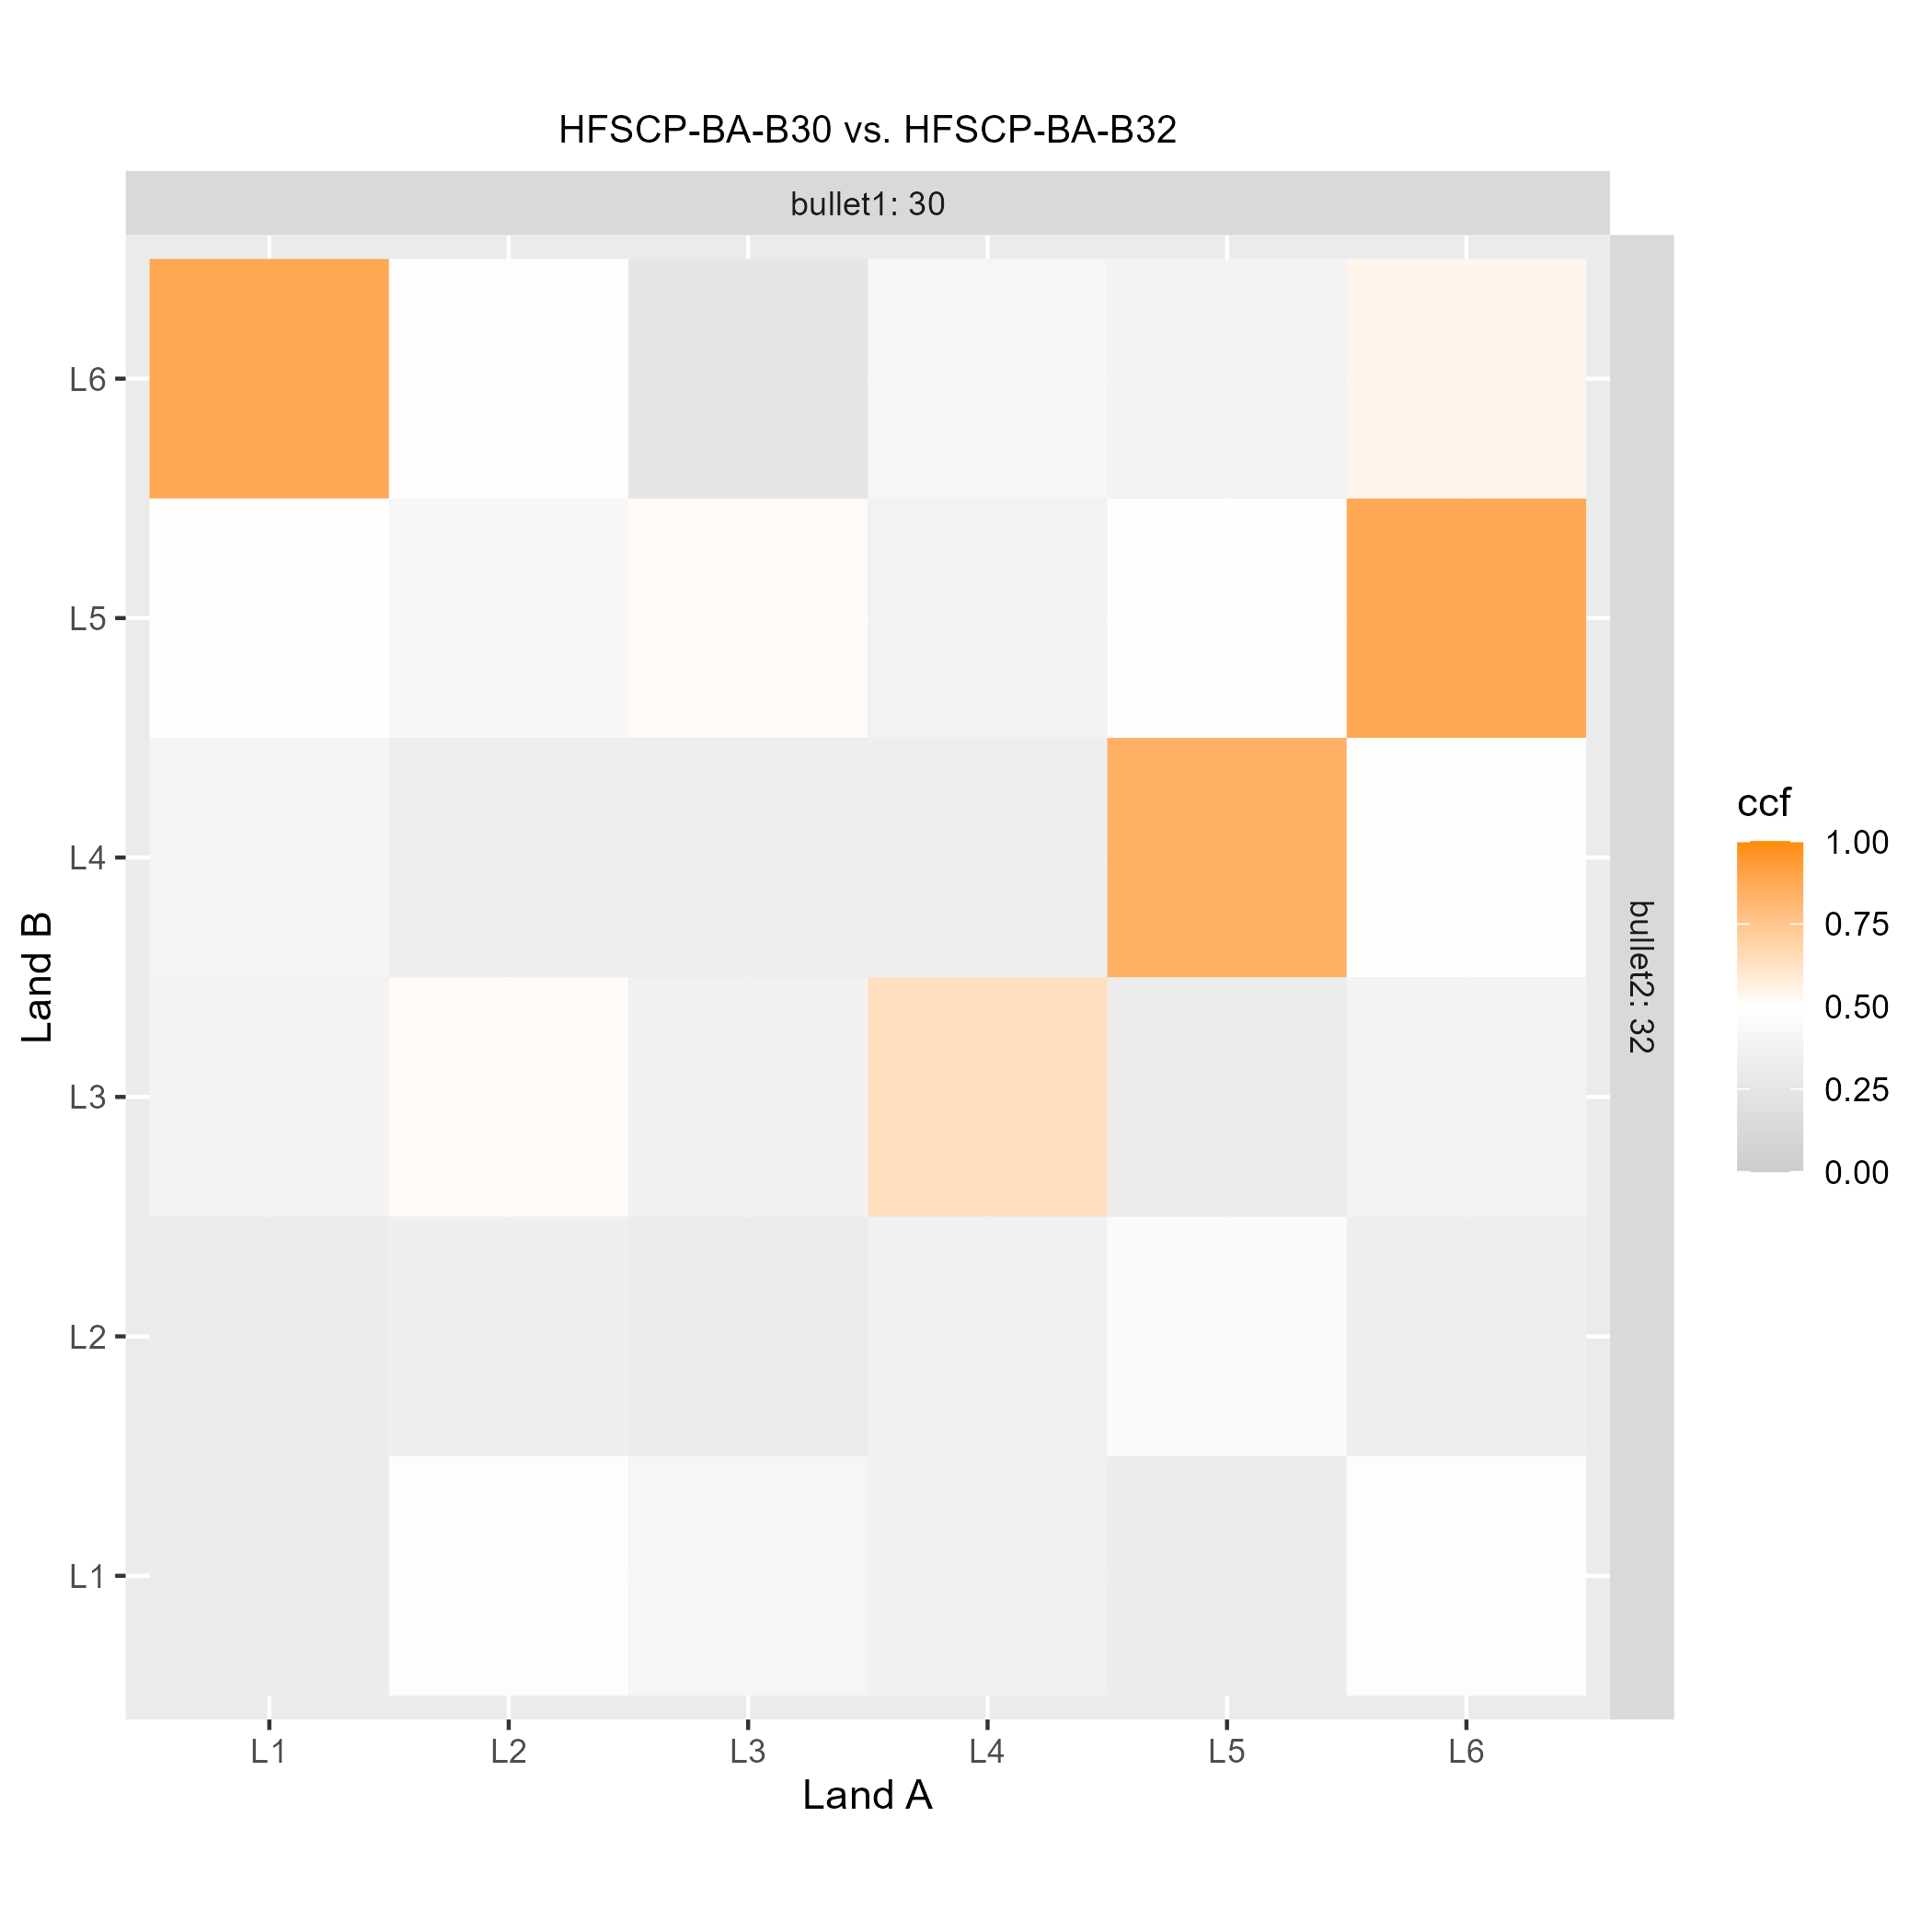 HFSCP-BA-B30 vs. HFSCP-BA-B32
bullet1: 30
L6
L5
L4
L3
L2
L1
Land B
bullet2: 32
L1
L2
L3
L4
L5
L6
Land A
ccf
1.00
0.75
0.50
0.25
0.00